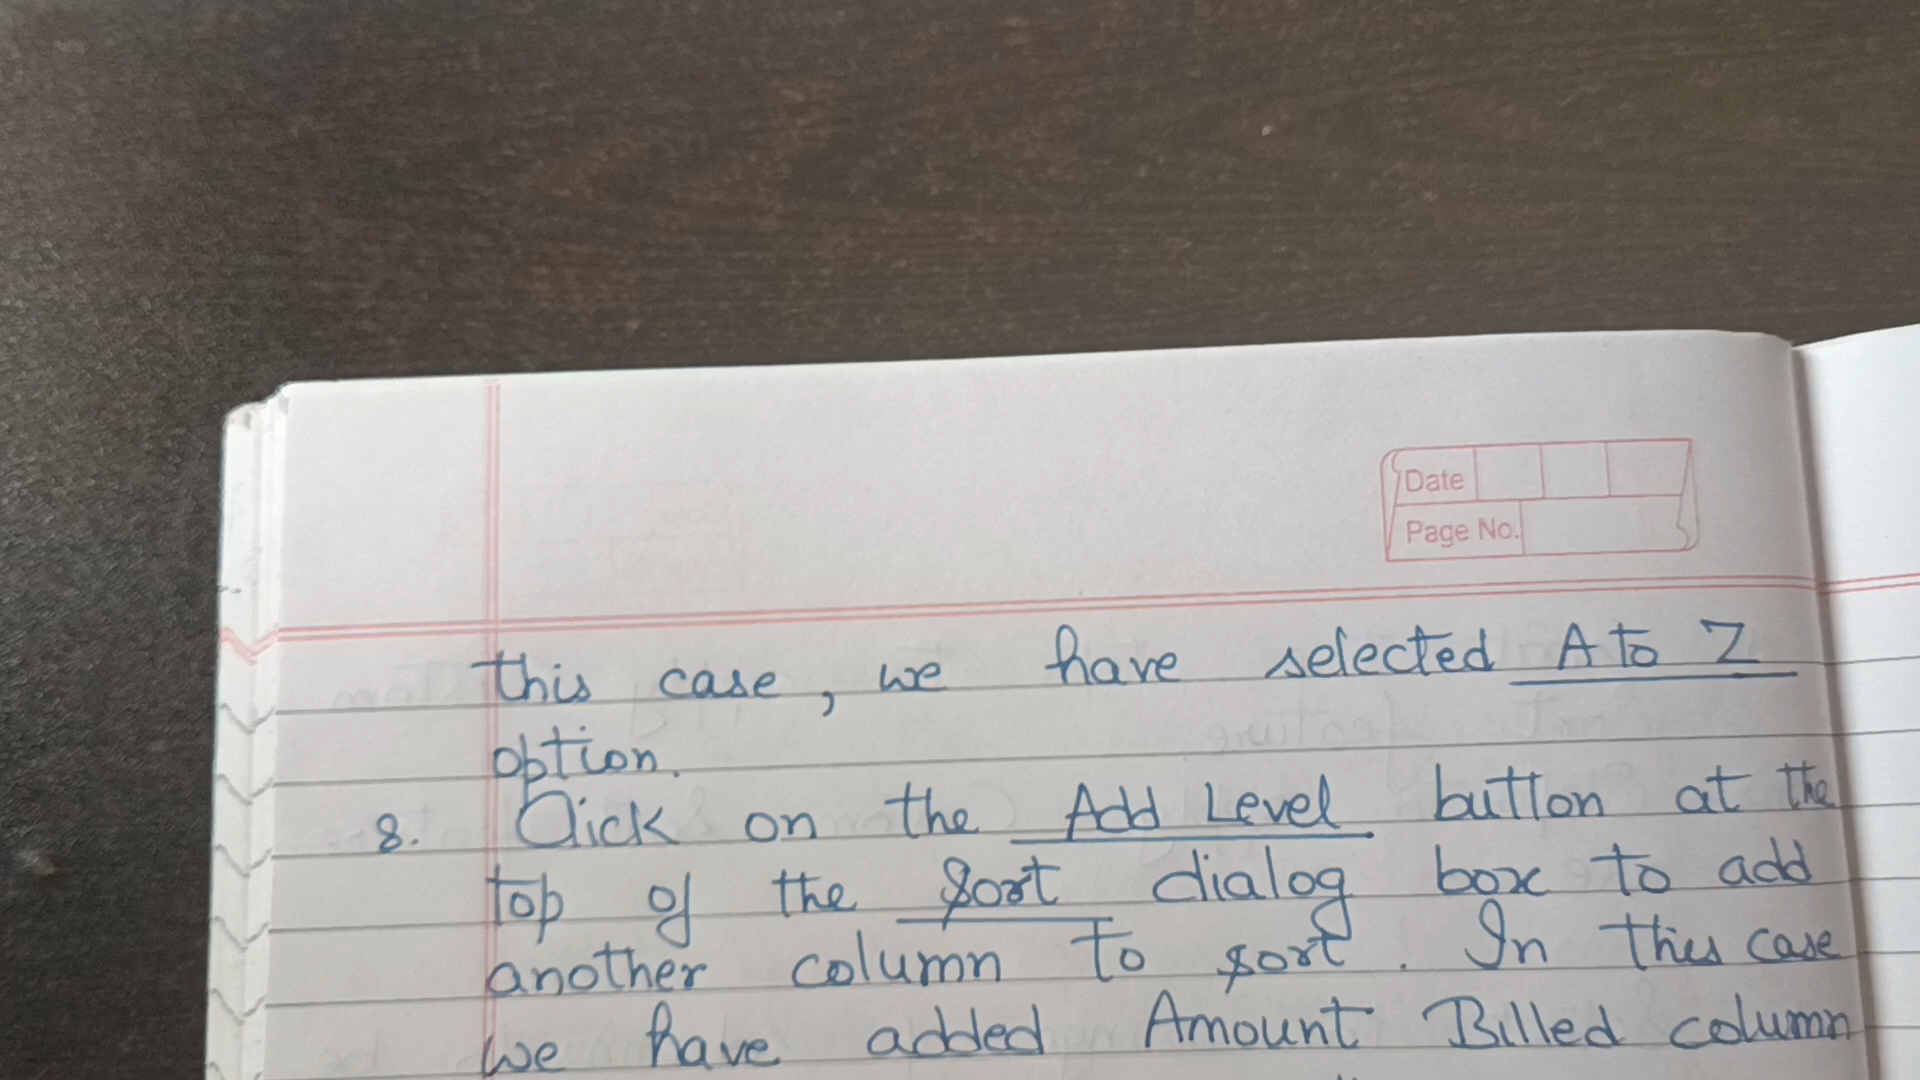 Date
Page No.
this case, we have selected A to Z
option.
8. Click on the Add Level button at the
top of the Sort dialog box to add
another column to sort. In this case
we have added Amount Billed column